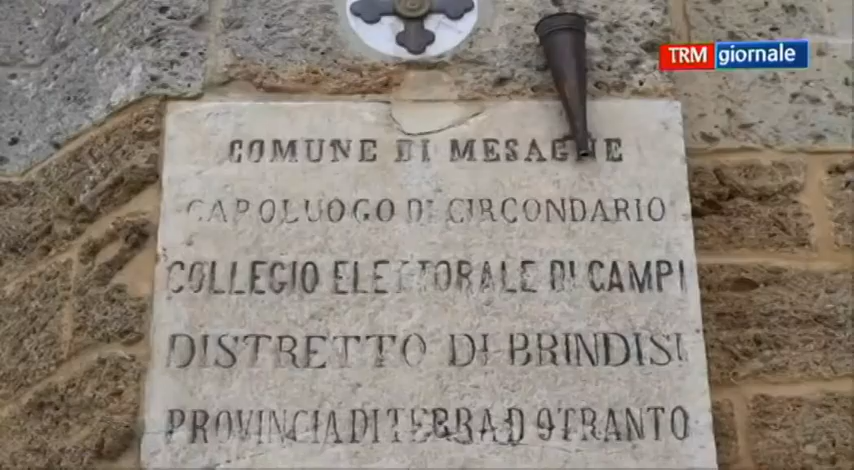 TRM giornale
COMUNE DI MESAGNE
CAPOLUOGO DI CIRCONDARIO
COLLEGIO ELETTORALE DI CAMPI
DISTRETTO DI BRINDISI
PROVINCIA DI TERRA D'OTRANTO